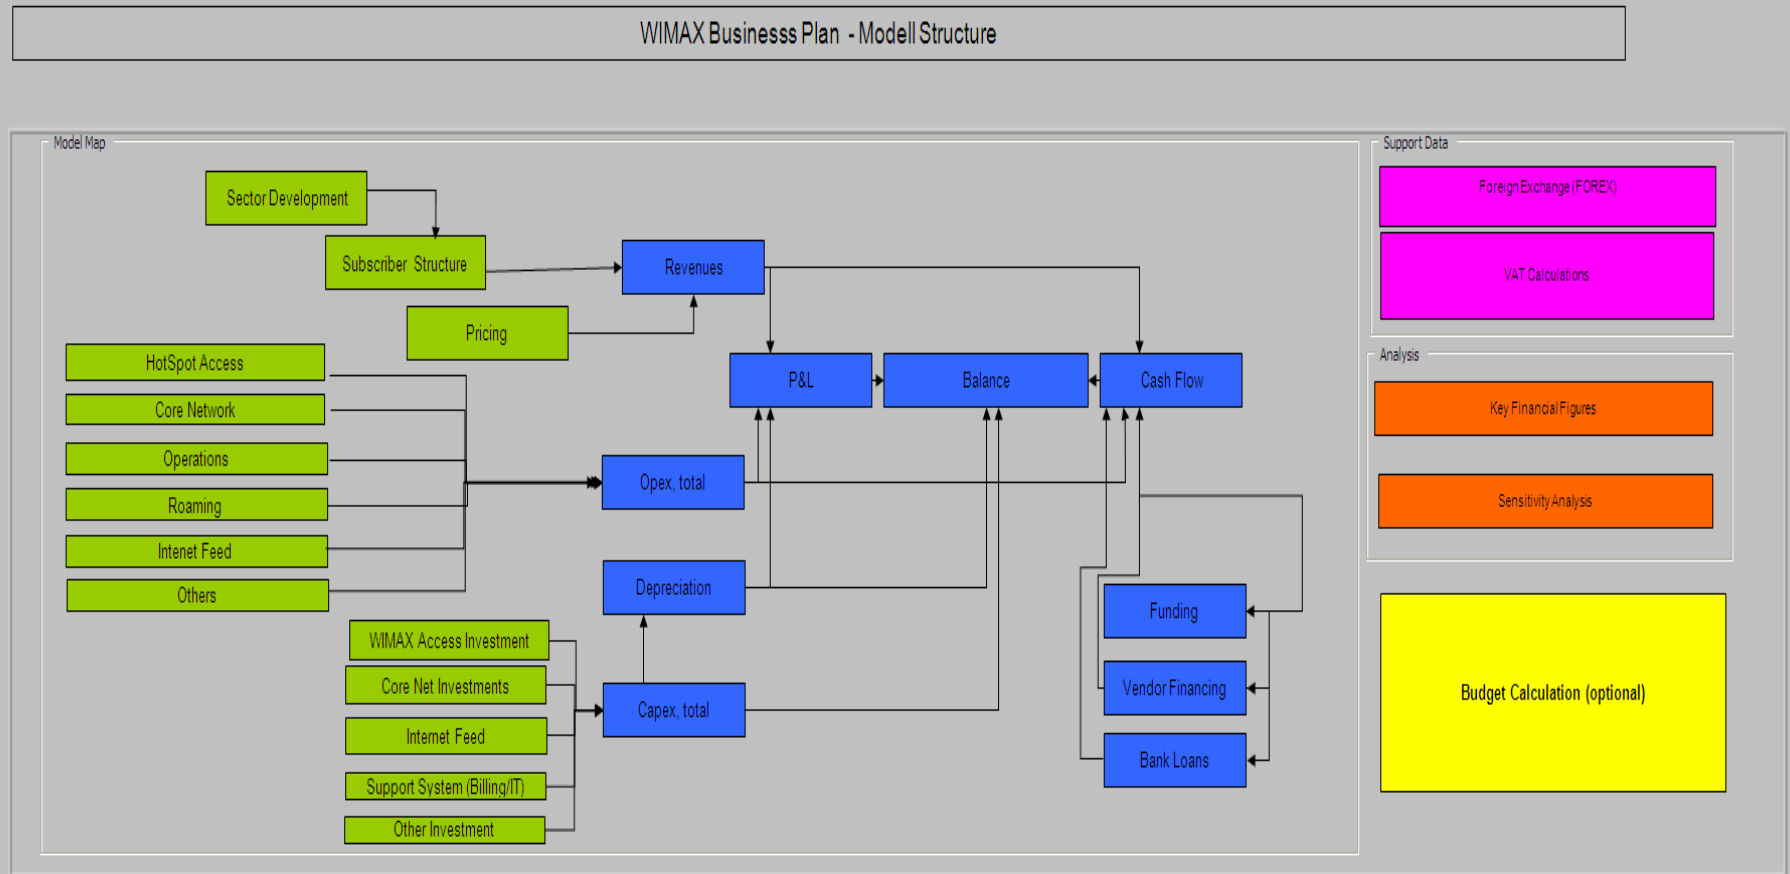 WIMAX Businesss Plan - Modell Structure
Model Map
Sector Development
Subscriber Structure
Pricing
Revenues
HotSpot Access
Core Network
Operations
Roaming
Intenet Feed
Others
P&L
Balance
Cash Flow
Opex, total
Depreciation
WIMAX Access Investment
Core Net Investments
Internet Feed
Support System (Billing/IT)
Other Investment
Capex, total
Funding
Vendor Financing
Bank Loans
Support Data
Foreign Exchange (FOREX)
VAT Calculations
Analysis
Key Financial Figures
Sensitivity Analysis
Budget Calculation (optional)